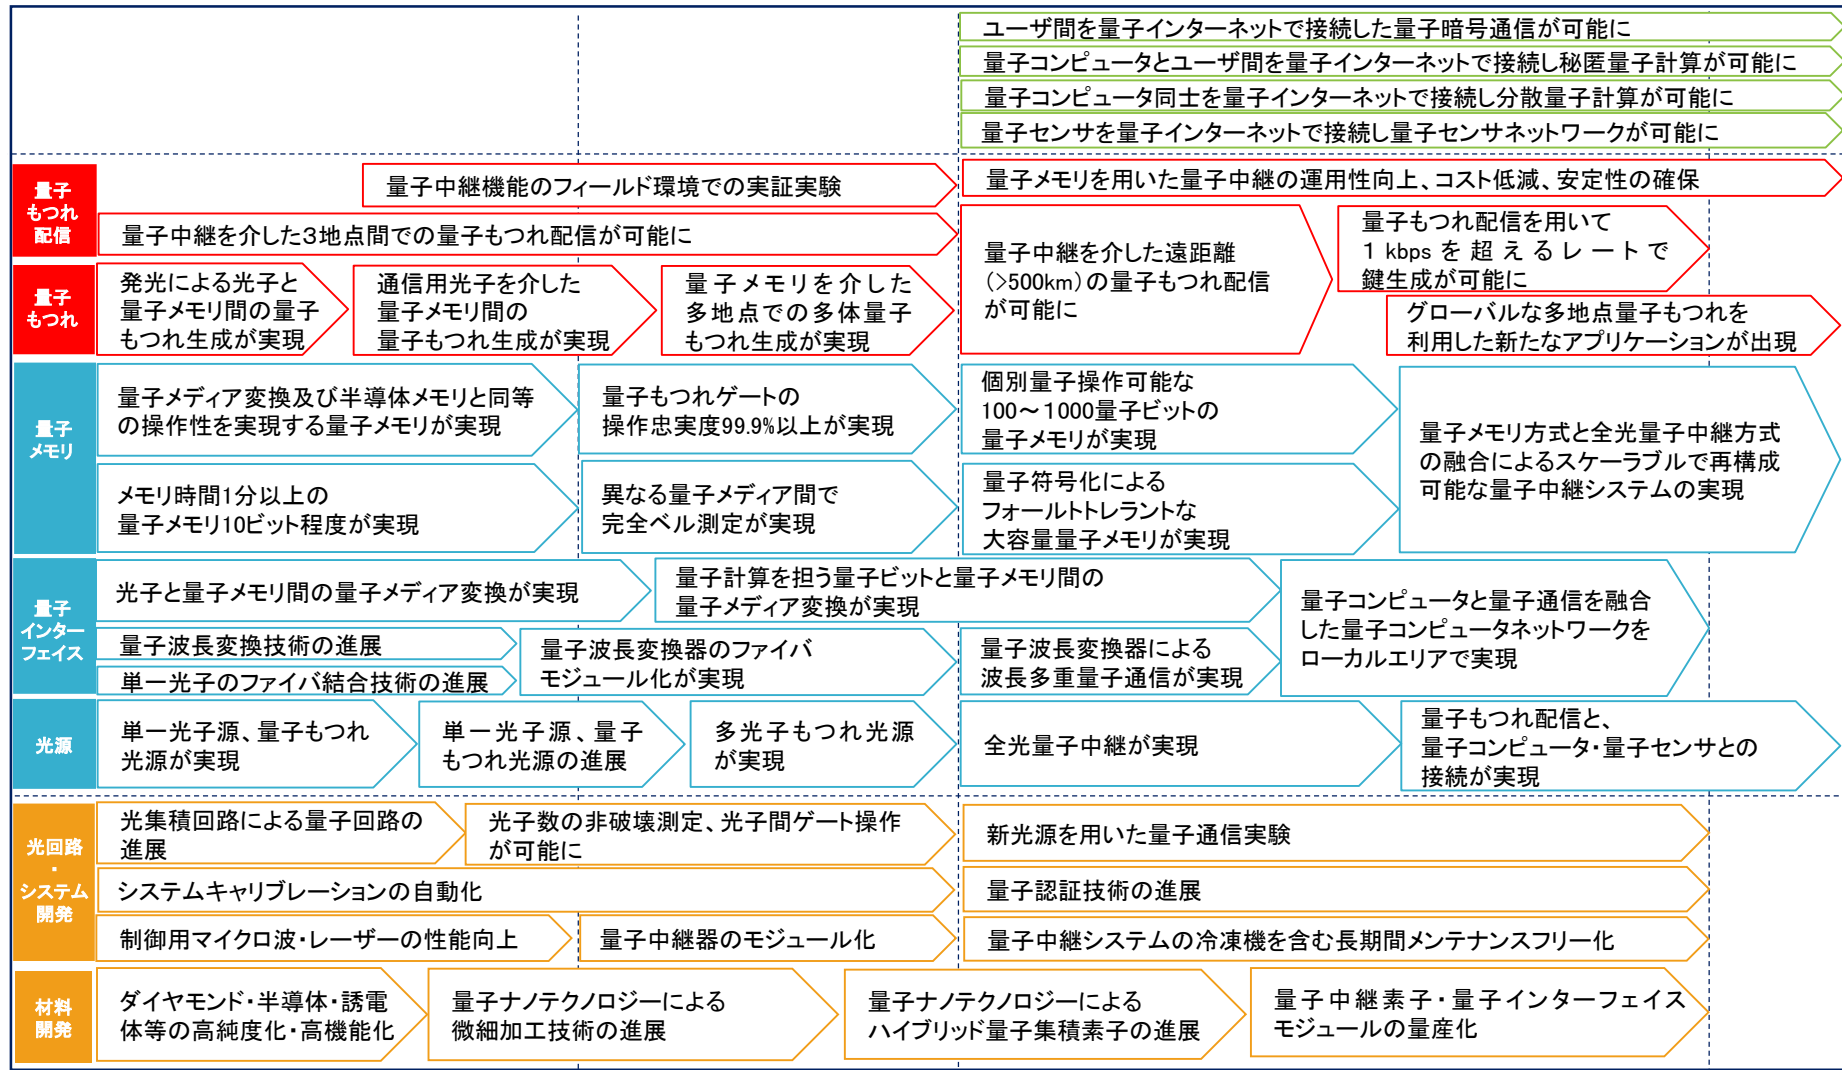 ユーザ間を量子インターネットで接続した量子暗号通信が可能に
量子コンピュータとユーザ間を量子インターネットで接続し秘匿量子計算が可能に
量子コンピュータ同士を量子インターネットで接続し分散量子計算が可能に
量子センサを量子インターネットで接続し量子センサネットワークが可能に
量子
もつれ
配信
量子中継機能のフィールド環境での実証実験
量子メモリを用いた量子中継の運用性向上、コスト低減、安定性の確保
量子中継を介した3地点間での量子もつれ配信が可能に
量子中継を介した遠距離
(>500km)の量子もつれ配信
が可能に
量子もつれ配信を用いて
1 kbpsを超えるレートで
鍵生成が可能に
量子
もつれ
発光による光子と
量子メモリ間の量子
もつれ生成が実現
通信用光子を介した
量子メモリ間の
量子もつれ生成が実現
量子メモリを介した
多地点での多体量子
もつれ生成が実現
グローバルな多地点量子もつれを
利用した新たなアプリケーションが出現
量子
メモリ
量子メディア変換及び半導体メモリと同等
の操作性を実現する量子メモリが実現
量子もつれゲートの
操作忠実度99.9%以上が実現
個別量子操作可能な
100～1000量子ビットの
量子メモリが実現
量子メモリ方式と全光量子中継方式
の融合によるスケーラブルで再構成
可能な量子中継システムの実現
メモリ時間1分以上の
量子メモリ10ビット程度が実現
異なる量子メディア間で
完全ベル測定が実現
量子符号化による
フォールトトレラントな
大容量量子メモリが実現
量子
インター
フェイス
光子と量子メモリ間の量子メディア変換が実現
量子計算を担う量子ビットと量子メモリ間の
量子メディア変換が実現
量子コンピュータと量子通信を融合
した量子コンピュータネットワークを
ローカルエリアで実現
量子波長変換技術の進展
単一光子のファイバ結合技術の進展
量子波長変換器のファイバ
モジュール化が実現
量子波長変換器による
波長多重量子通信が実現
光源
単一光子源、量子もつれ
光源が実現
単一光子源、量子
もつれ光源の進展
多光子もつれ光源
が実現
全光量子中継が実現
量子もつれ配信と、
量子コンピュータ・量子センサとの
接続が実現
光回路
・
システム
開発
光集積回路による量子回路の
進展
光子数の非破壊測定、光子間ゲート操作
が可能に
新光源を用いた量子通信実験
システムキャリブレーションの自動化
量子認証技術の進展
制御用マイクロ波・レーザーの性能向上
量子中継器のモジュール化
量子中継システムの冷凍機を含む長期間メンテナンスフリー化
材料
開発
ダイヤモンド・半導体・誘電
体等の高純度化・高機能化
量子ナノテクノロジーによる
微細加工技術の進展
量子ナノテクノロジーによる
ハイブリッド量子集積素子の進展
量子中継素子・量子インターフェイス
モジュールの量産化